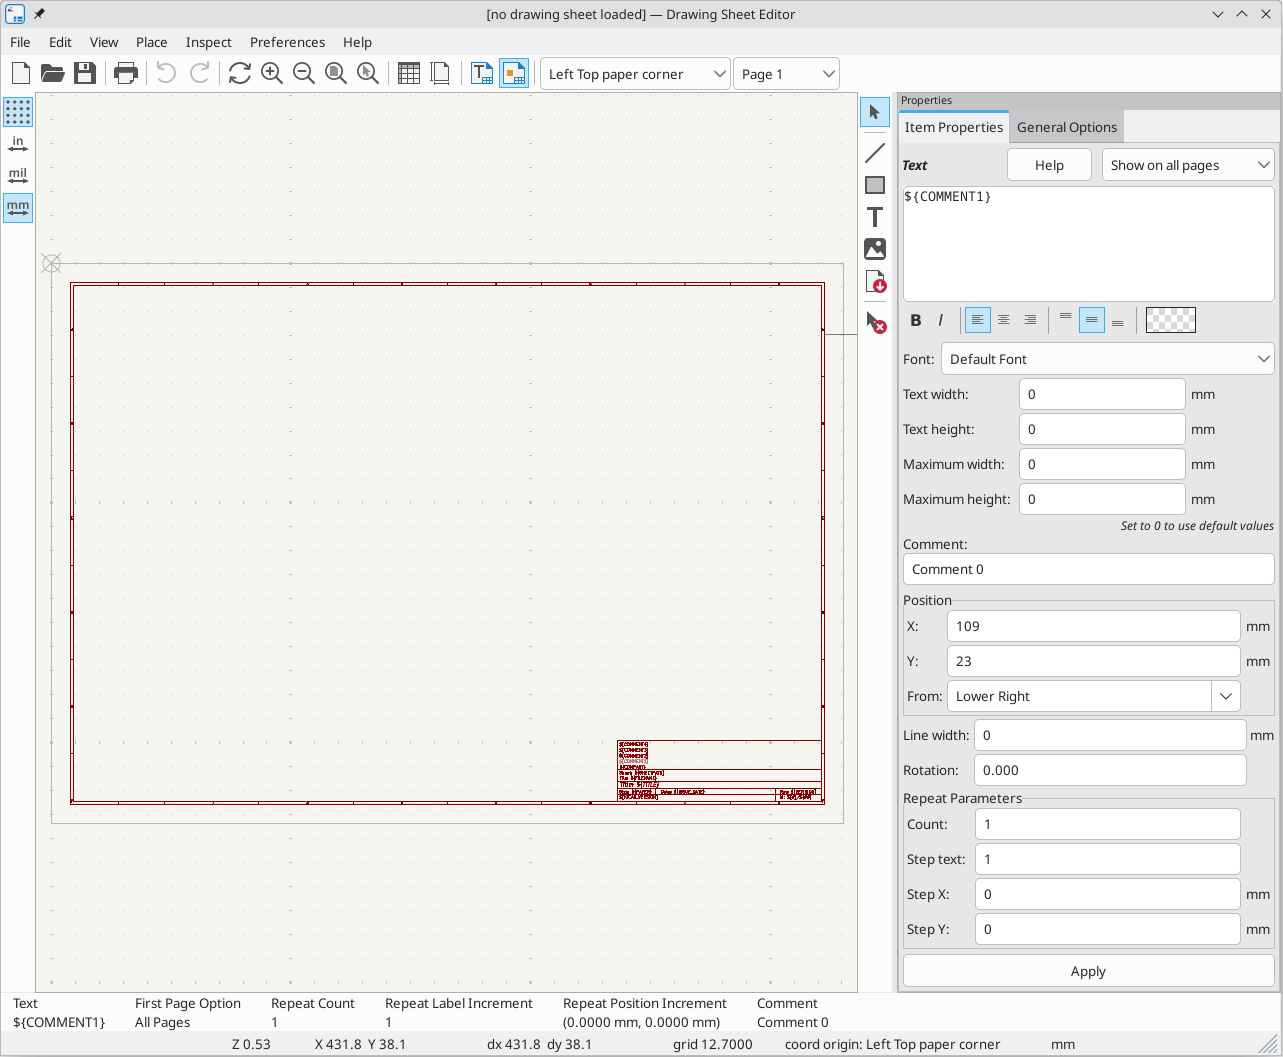 [no drawing sheet loaded] — Drawing Sheet Editor
File Edit View Place Inspect Preferences Help
Left Top paper corner Page 1
in
mil
mm
Properties
Item Properties General Options
Text Help Show on all pages
${COMMENT1}
B I
Font: Default Font
Text width: 0 mm
Text height: 0 mm
Maximum width: 0 mm
Maximum height: 0 mm
Set to 0 to use default values
Comment:
Comment 0
Position
X: 109 mm
Y: 23 mm
From: Lower Right
Line width: 0 mm
Rotation: 0.000
Repeat Parameters
Count: 1
Step text: 1
Step X: 0 mm
Step Y: 0 mm
Apply
Text First Page Option Repeat Count Repeat Label Increment Repeat Position Increment Comment
${COMMENT1} All Pages 1 1 (0.0000 mm, 0.0000 mm) Comment 0
Z 0.53 X 431.8 Y 38.1 dx 431.8 dy 38.1 grid 12.7000 coord origin: Left Top paper corner mm